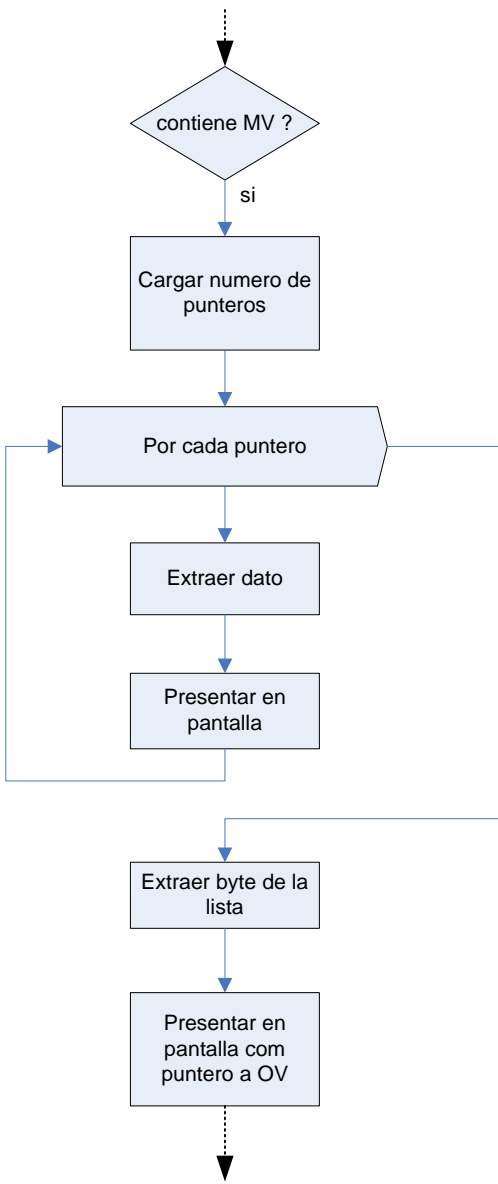 contiene MV ?
si
Cargar numero de
punteros
Por cada puntero
Extraer dato
Presentar en
pantalla
Extraer byte de la
lista
Presentar en
pantalla com
puntero a OV